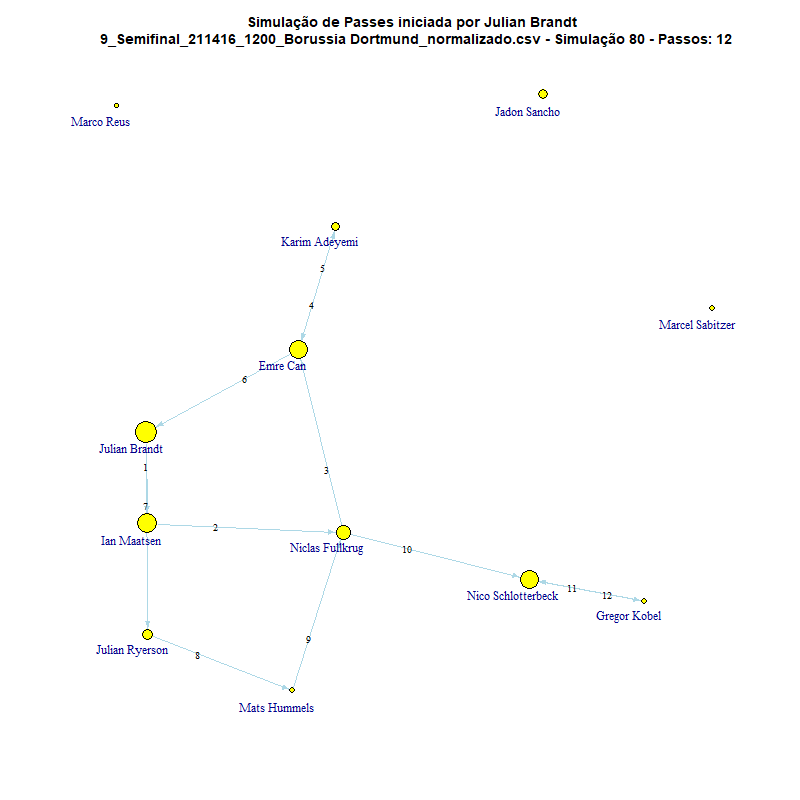 Simulação de Passes iniciada por Julian Brandt
9_Semifinal_211416_1200_Borussia Dortmund_normalizado.csv - Simulação 80 - Passos: 12
Jadon Sancho
Marco Reus
Karim Adeyemi
5
4
Marcel Sabitzer
Emre Can
6
Julian Brandt
1
3
7
2
Ian Maatsen
Niclas Fullkrug
10
11
12
Nico Schlotterbeck
Gregor Kobel
9
Julian Ryerson
8
Mats Hummels